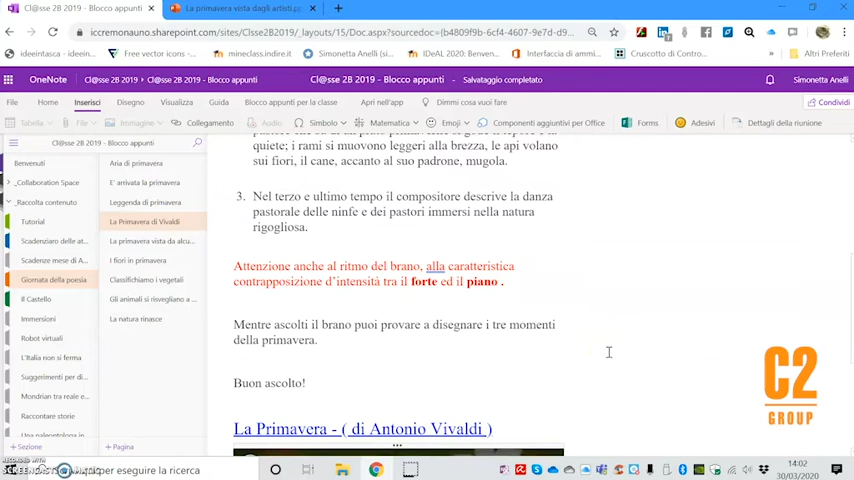 Cl@sse 2B 2019 - Blocco appunti
La primavera vista dagli artisti.p
iccremonauno.sharepoint.com/sites/Clsse2B19/_layouts/15/Doc.aspx?sourcedoc={b4809f9b-6cf4-4607-9e7d-d9...
ideeintasca - ideeint...
Free vector icons - ...
mineclass.indire.it
Simonetta Anelli (si...
IDeAL 2020: Benven...
Interfaccia di ammi...
Cruscotto di Contro...
Altri Preferiti
OneNote
Cl@sse 2B 2019 > Cl@sse 2B 2019 - Blocco appunti
Cl@sse 2B 2019 - Blocco appunti
Salvataggio completato
Simonetta Anelli
File Home Inserisci Disegno Visualizza Guida Blocco appunti per la classe Apri nell'app Dimmi cosa vuoi fare Condividi
Tabella File Immagine Collegamento Audio Simbolo Matematica Emoji Componenti aggiuntivi per Office Forms Adesivi Dettagli della riunione
Benvenuti
_Collaboration Space
_Raccolta contenuto
Tutorial
Scadenziaro delle at...
Scadenze mese di A...
Giornata della poesia
Il Castello
Immersioni
Robot virtuali
L'Italia non si ferma
Suggerimenti per di...
Mondrian tra reale e...
Raccontare storie
+ Sezione
Aria di primavera
E' arrivata la primavera
Leggenda di primavera
La Primavera di Vivaldi
La primavera vista da alcu...
I fiori in primavera
Classifichiamo i vegetali
Gli animali si risvegliano a ...
La natura rinasce
+ Pagina
quiete; i rami si muovono leggeri alla brezza, le api volano
sui fiori, il cane, accanto al suo padrone, mugola.
3. Nel terzo e ultimo tempo il compositore descrive la danza
pastorale delle ninfe e dei pastori immersi nella natura
rigogliosa.
Attenzione anche al ritmo del brano, alla caratteristica
contrapposizione d'intensità tra il forte ed il piano .
Mentre ascolti il brano puoi provare a disegnare i tre momenti
della primavera.
Buon ascolto!
La Primavera - ( di Antonio Vivaldi )
C2
GROUP
RECORDED WITH
per eseguire la ricerca
14:02
30/03/2020